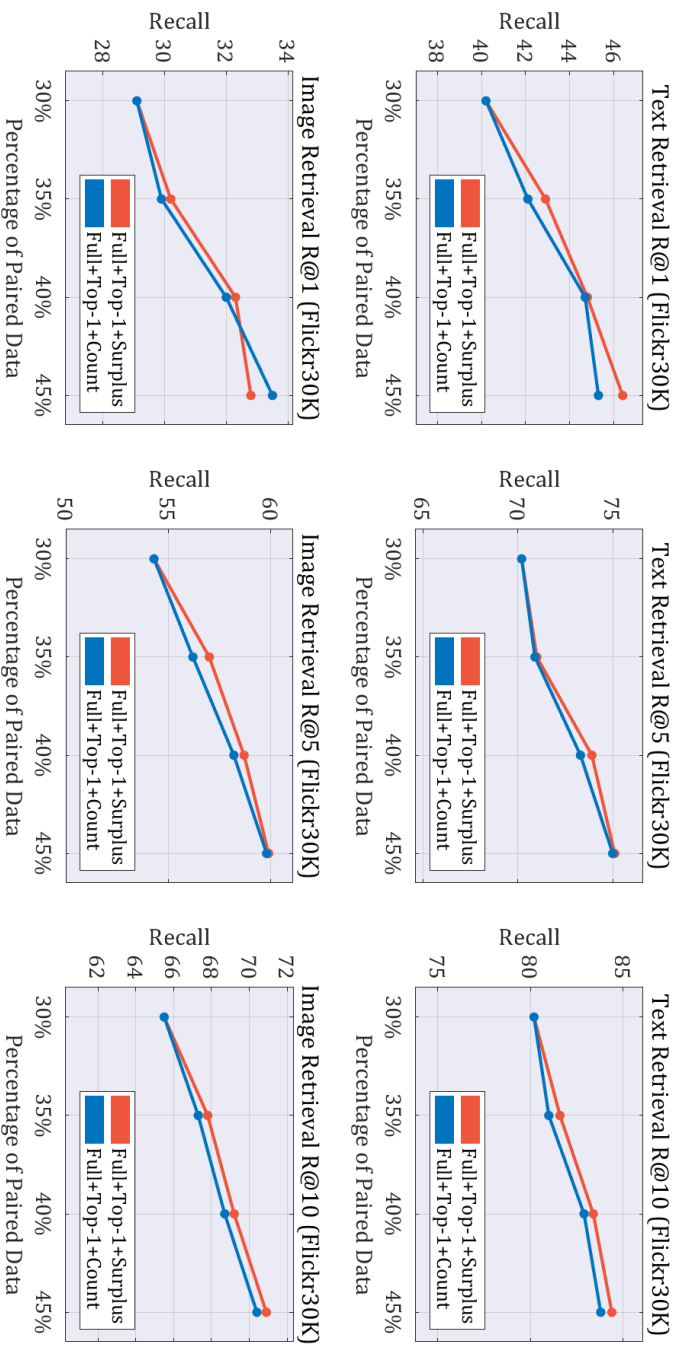 Text Retrieval R@1 (Flickr30K)
Recall
46
44
42
40
38
30%
35%
40%
45%
Percentage of Paired Data
Full+Top-1+Surplus
Full+Top-1+Count
Text Retrieval R@5 (Flickr30K)
Recall
75
70
65
30%
35%
40%
45%
Percentage of Paired Data
Full+Top-1+Surplus
Full+Top-1+Count
Text Retrieval R@10 (Flickr30K)
Recall
85
80
75
30%
35%
40%
45%
Percentage of Paired Data
Full+Top-1+Surplus
Full+Top-1+Count
Image Retrieval R@1 (Flickr30K)
Recall
34
32
30
28
30%
35%
40%
45%
Percentage of Paired Data
Full+Top-1+Surplus
Full+Top-1+Count
Image Retrieval R@5 (Flickr30K)
Recall
60
55
50
30%
35%
40%
45%
Percentage of Paired Data
Full+Top-1+Surplus
Full+Top-1+Count
Image Retrieval R@10 (Flickr30K)
Recall
72
70
68
66
64
62
30%
35%
40%
45%
Percentage of Paired Data
Full+Top-1+Surplus
Full+Top-1+Count